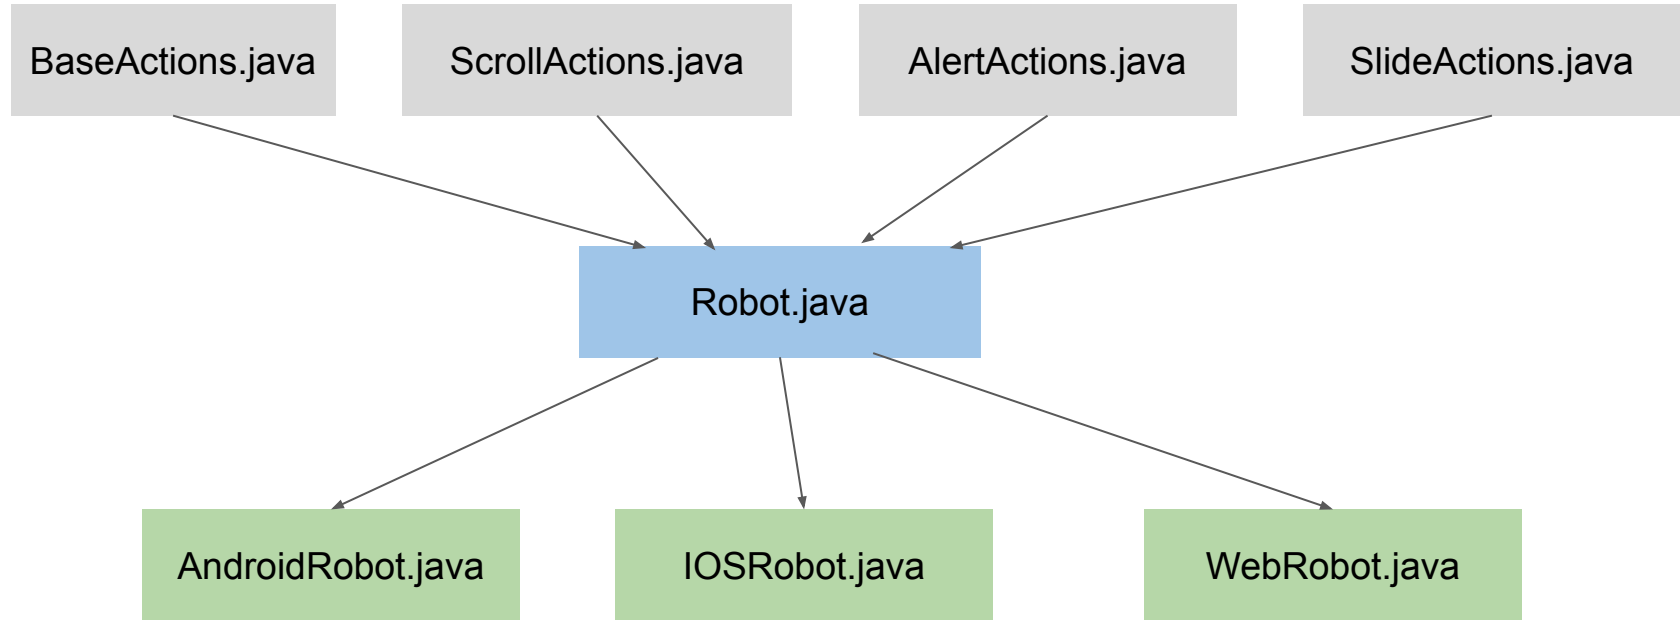 BaseActions.java
ScrollActions.java
AlertActions.java
SlideActions.java
Robot.java
AndroidRobot.java
IOSRobot.java
WebRobot.java